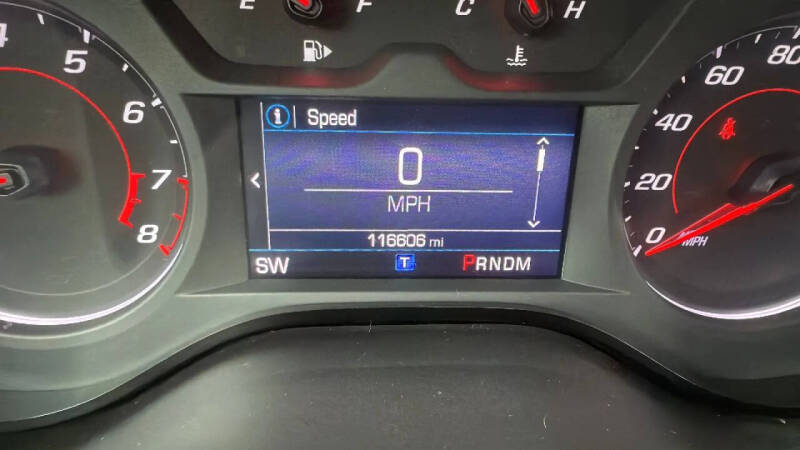 E F C H
4 5 6 7 8
i Speed
0
MPH
116606 mi
SW T PRNDM
0 20 40 60 80
MPH